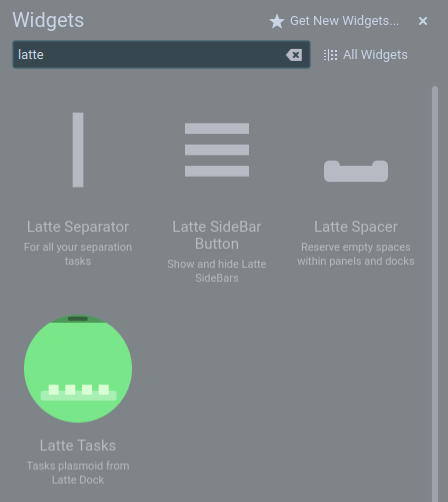 Widgets
Get New Widgets...
latte
All Widgets
Latte Separator
For all your separation
tasks
Latte SideBar
Button
Show and hide Latte
SideBars
Latte Spacer
Reserve empty spaces
within panels and docks
Latte Tasks
Tasks plasmoid from
Latte Dock